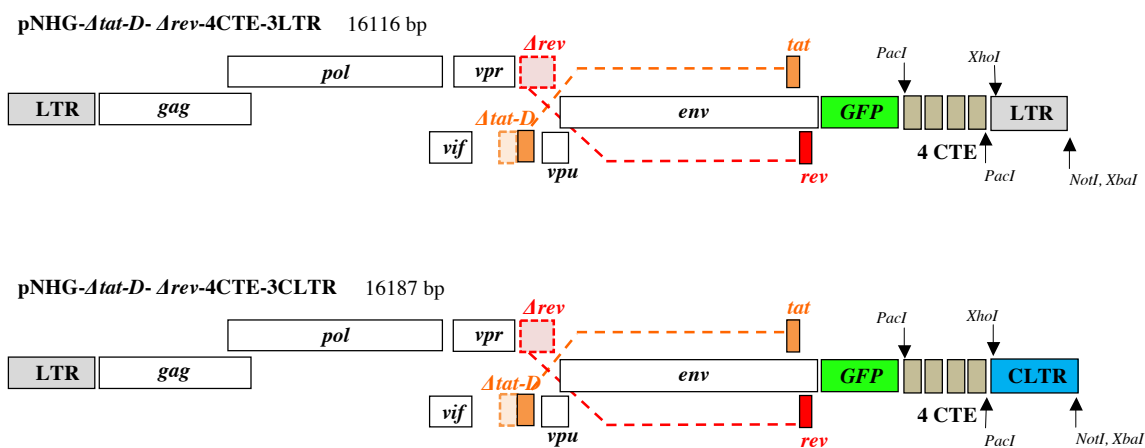 pNHG-Δtat-D- Δrev-4CTE-3LTR 16116 bp
Δrev
tat
PacI
XhoI
pol
vpr
LTR
gag
Δtat-D
env
GFP
LTR
vif
vpu
4 CTE
rev
PacI
NotI, XbaI
pNHG-Δtat-D- Δrev-4CTE-3CLTR 16187 bp
Δrev
tat
PacI
XhoI
pol
vpr
LTR
gag
Δtat-D
env
GFP
CLTR
vif
vpu
4 CTE
rev
PacI
NotI, XbaI